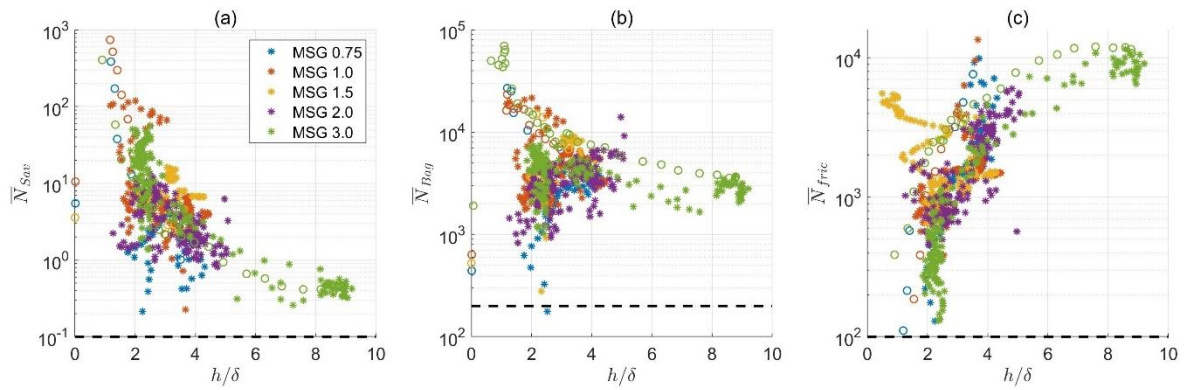 (a)
10^3
10^2
10^1
10^0
10^-1
N̅_Sav
0 2 4 6 8 10
h/δ
MSG 0.75
MSG 1.0
MSG 1.5
MSG 2.0
MSG 3.0
(b)
10^5
10^4
10^3
10^2
N̅_Bag
0 2 4 6 8 10
h/δ
(c)
10^4
10^3
10^2
N̅_fric
0 2 4 6 8 10
h/δ